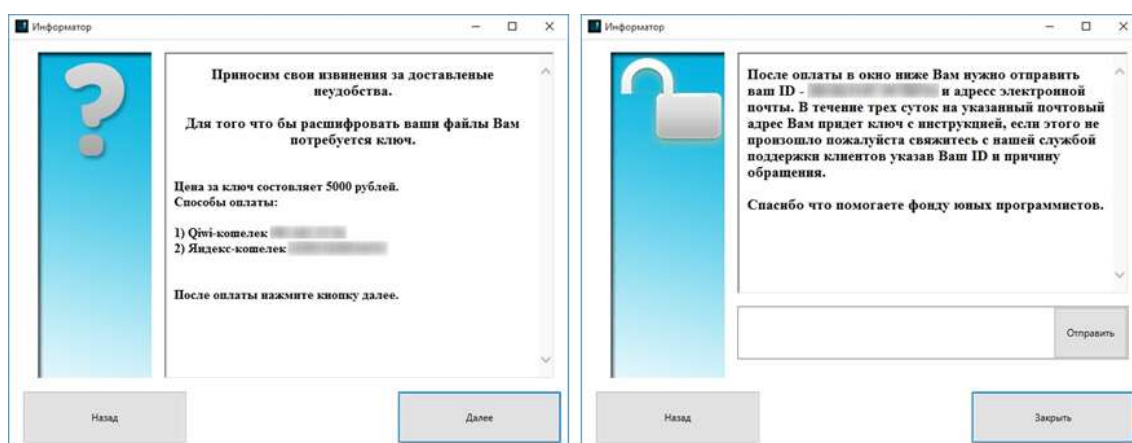 Информатор
Приносим свои извинения за доставленые
неудобства.
Для того что бы расшифровать ваши файлы Вам
потребуется ключ.
Цена за ключ состовляет 5000 рублей.
Способы оплаты:
1) Qiwi-кошелек
2) Яндекс-кошелек
После оплаты нажмите кнопку далее.
Назад
Далее
Информатор
После оплаты в окно ниже Вам нужно отправить
ваш ID - и адресс электронной
почты. В течение трех суток на указанный почтовый
адрес Вам придет ключ с инструкцией, если этого не
произошло пожалуйста свяжитесь с нашей службой
поддержки клиентов указав Ваш ID и причину
обращения.
Спасибо что помогаете фонду юных программистов.
Отправить
Назад
Закрыть